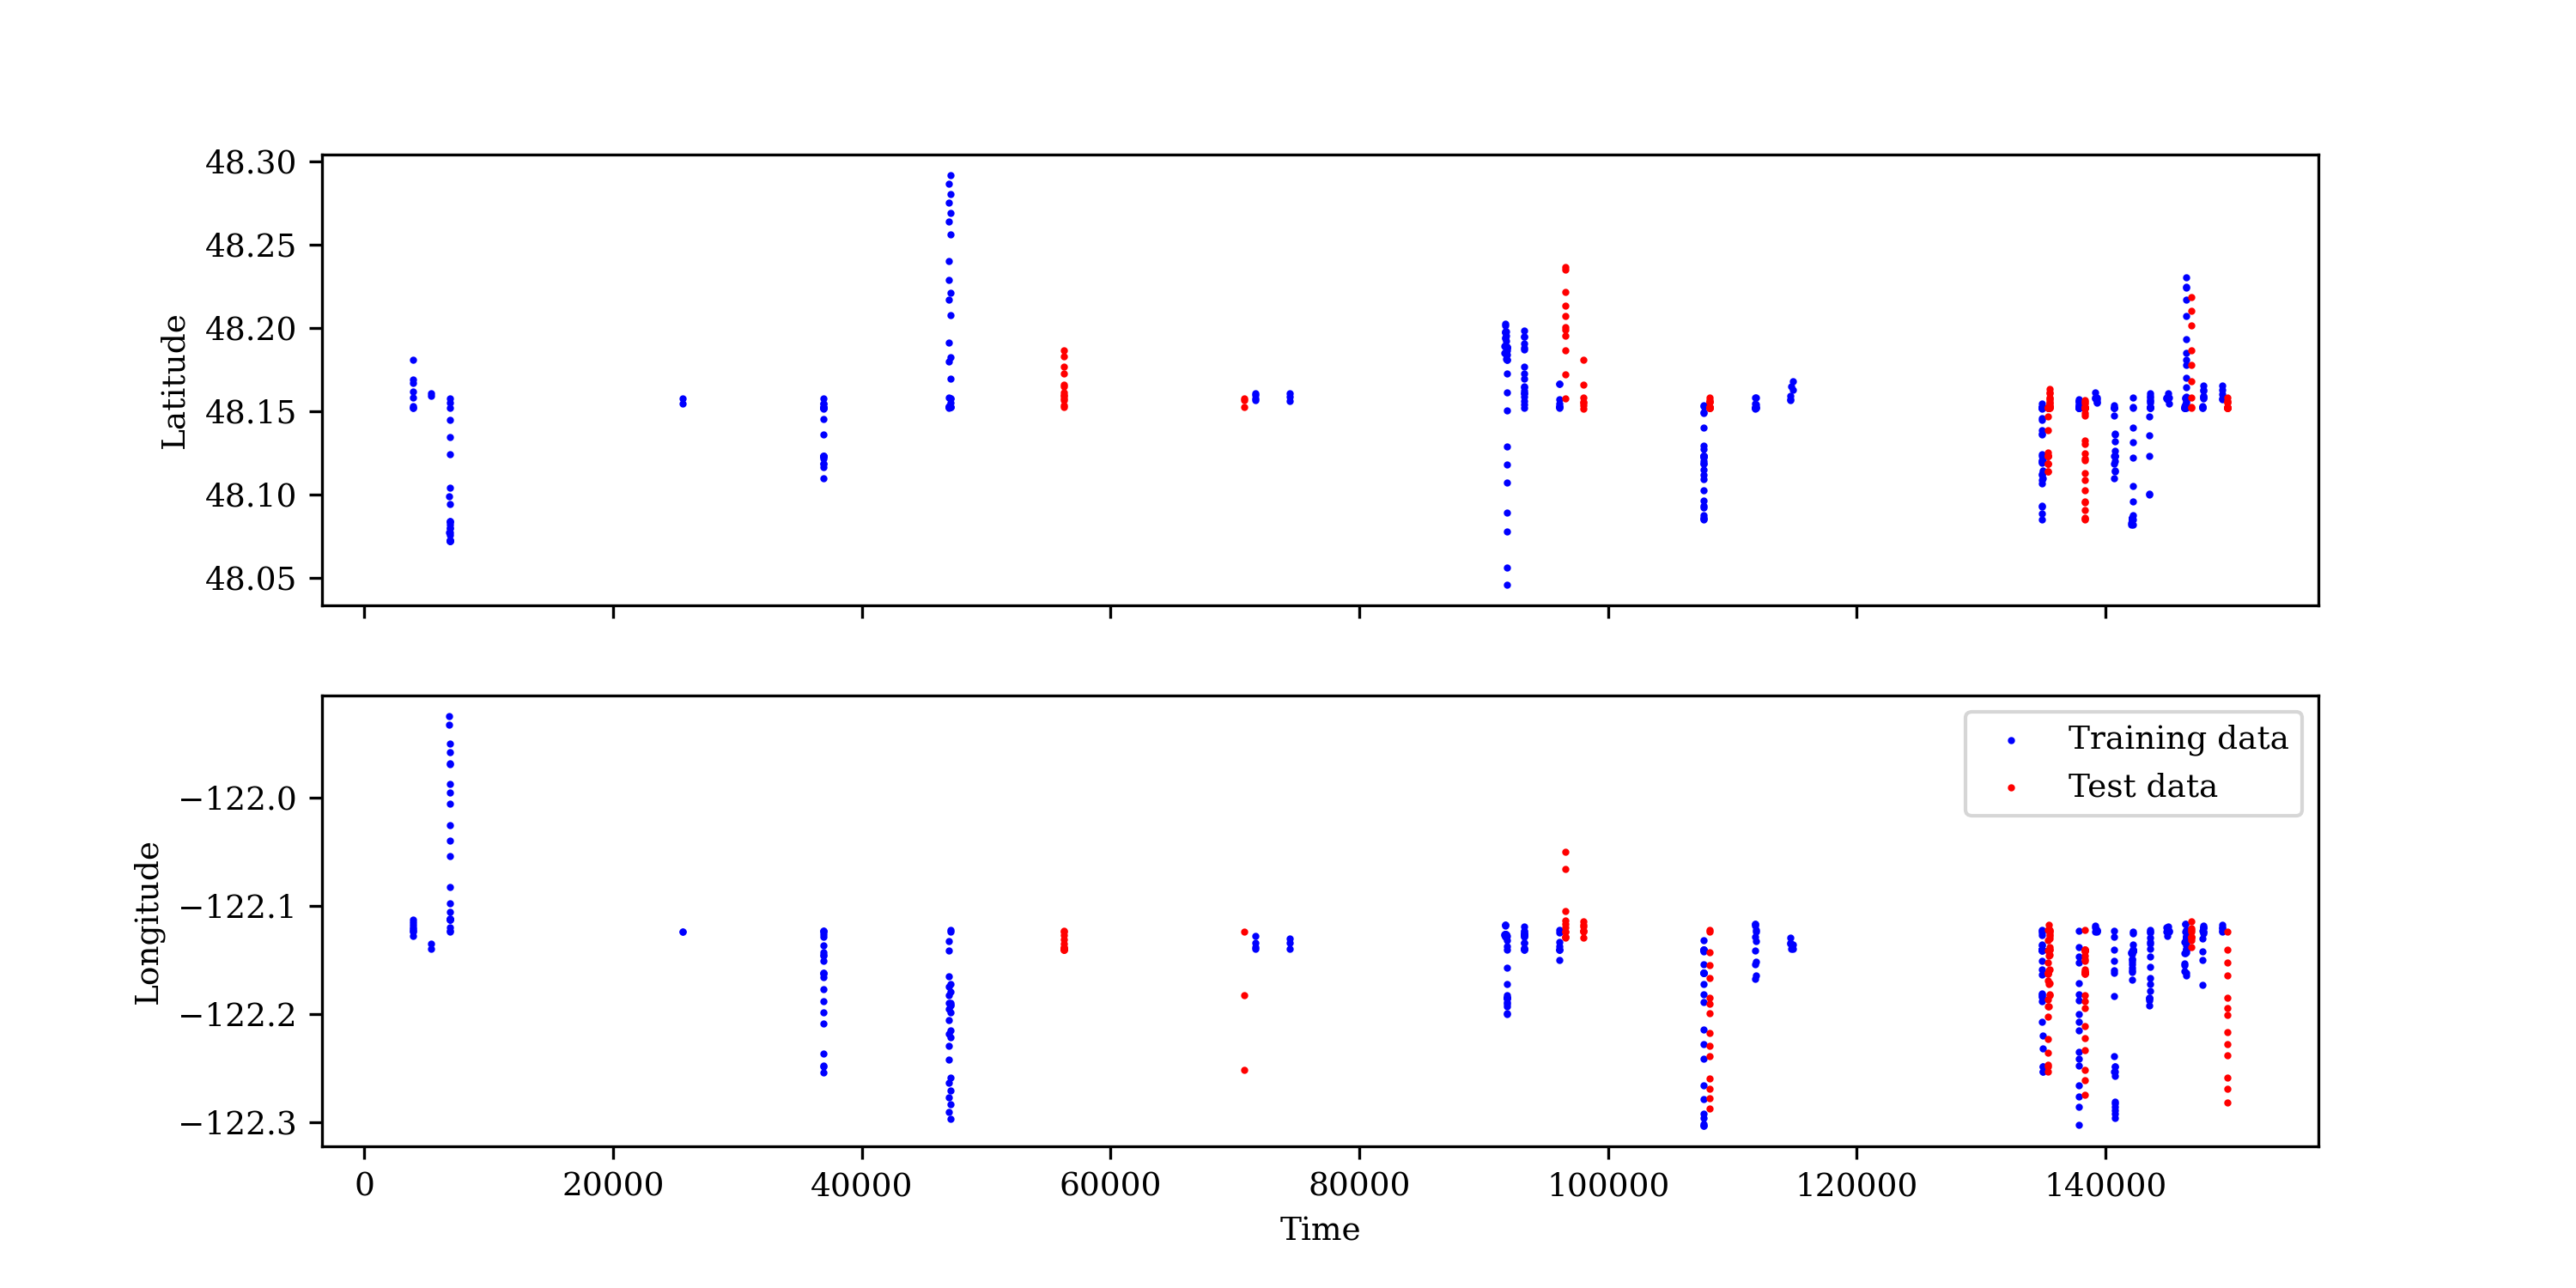 48.30
48.25
48.20
48.15
48.10
48.05
Latitude
−122.0
−122.1
−122.2
−122.3
Longitude
Training data
Test data
0 20000 40000 60000 80000 100000 120000 140000
Time